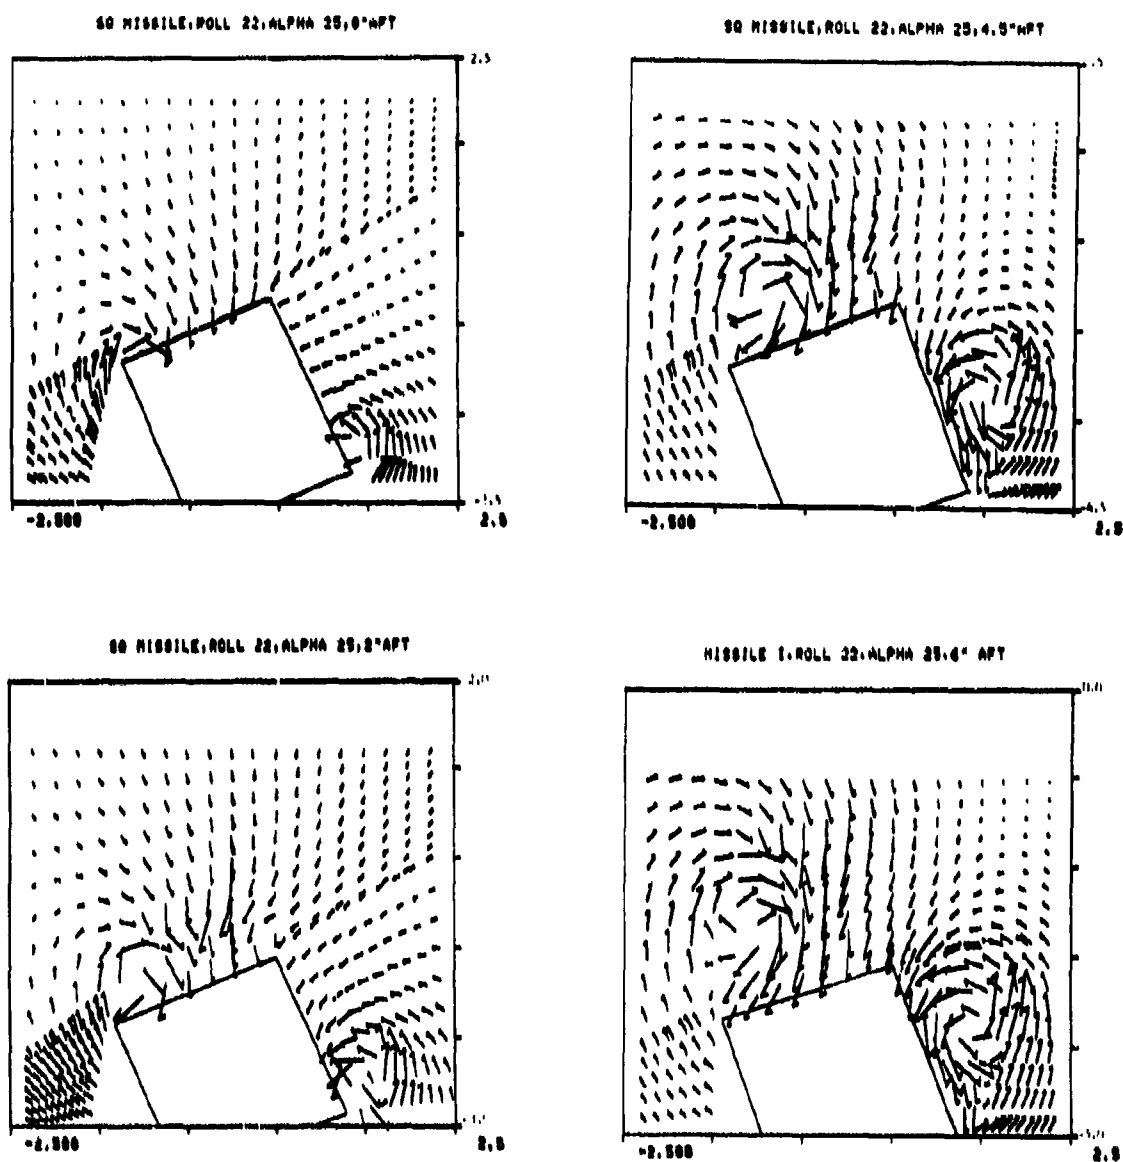 SQ MISSILE,ROLL 22,ALPHA 25,0"AFT
SQ MISSILE,ROLL 22,ALPHA 25,4.5"AFT
2.5
-2.500
2.5
-2.500
2.5
SQ MISSILE,ROLL 22,ALPHA 25,2"AFT
MISSILE I,ROLL 22,ALPHA 25,6" AFT
-2.500
2.5
-2.500
2.5